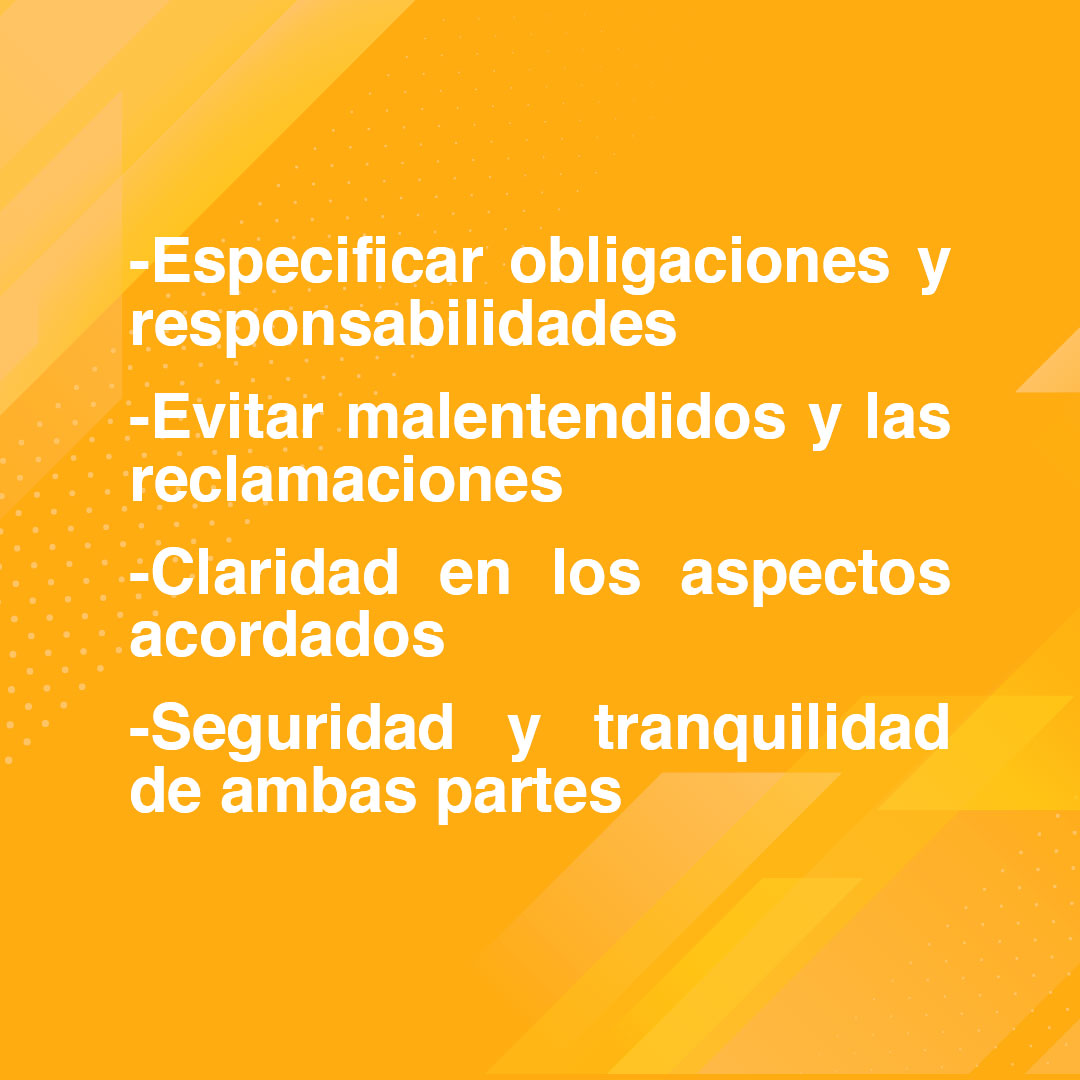 -Especificar obligaciones y
responsabilidades
-Evitar malentendidos y las
reclamaciones
-Claridad en los aspectos
acordados
-Seguridad y tranquilidad
de ambas partes